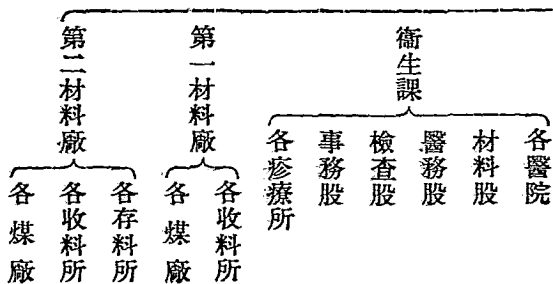 衞生課
各醫院
材料股
醫務股
檢查股
事務股
各疹療所
第一材料廠
各收料所
各煤廠
第二材料廠
各存料所
各收料所
各煤廠